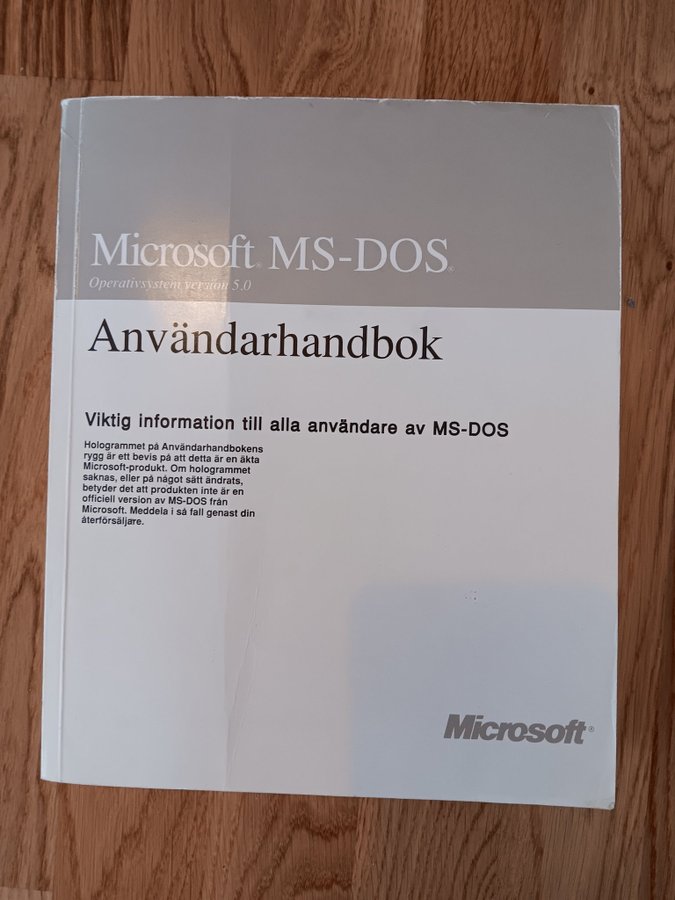 Microsoft® MS-DOS®
Operativsystem version 5.0
Användarhandbok
Viktig information till alla användare av MS-DOS
Hologrammet på Användarhandbokens
rygg är ett bevis på att detta är en äkta
Microsoft-produkt. Om hologrammet
saknas, eller på något sätt ändrats,
betyder det att produkten inte är en
officiell version av MS-DOS från
Microsoft. Meddela i så fall genast din
återförsäljare.
Microsoft®